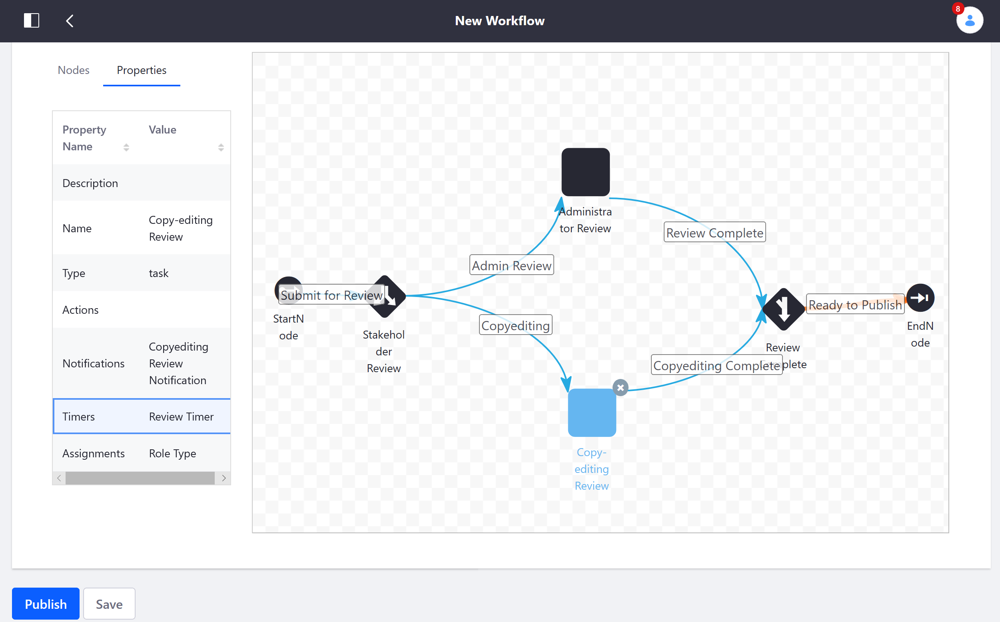 New Workflow
8
Nodes
Properties
Property
Name
Value
Description
Name
Copy-editing
Review
Type
task
Actions
Notifications
Copyediting
Review
Notification
Timers
Review Timer
Assignments
Role Type
Administra
tor Review
Review Complete
Admin Review
Submit for Review
StartN
ode
Stakehol
der
Review
Copyediting
Ready to Publish
EndN
ode
Review
Complete
Copyediting Complete
Copy-
editing
Review
Publish
Save